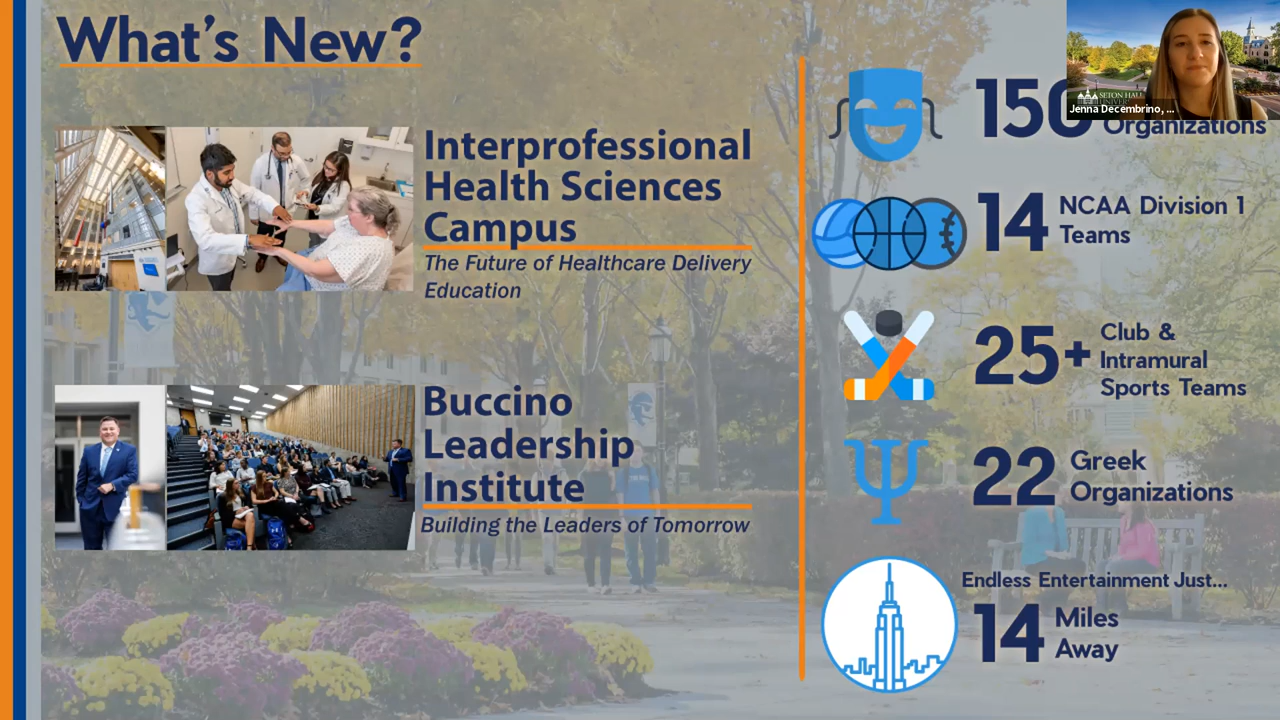 What's New?
Interprofessional
Health Sciences
Campus
The Future of Healthcare Delivery
Education
Buccino
Leadership
Institute
Building the Leaders of Tomorrow
150
Organizations
14 NCAA Division 1
Teams
25+ Club &
Intramural
Sports Teams
22 Greek
Organizations
Endless Entertainment Just...
14 Miles
Away
SETON HALL
Jenna Decembrino, ...